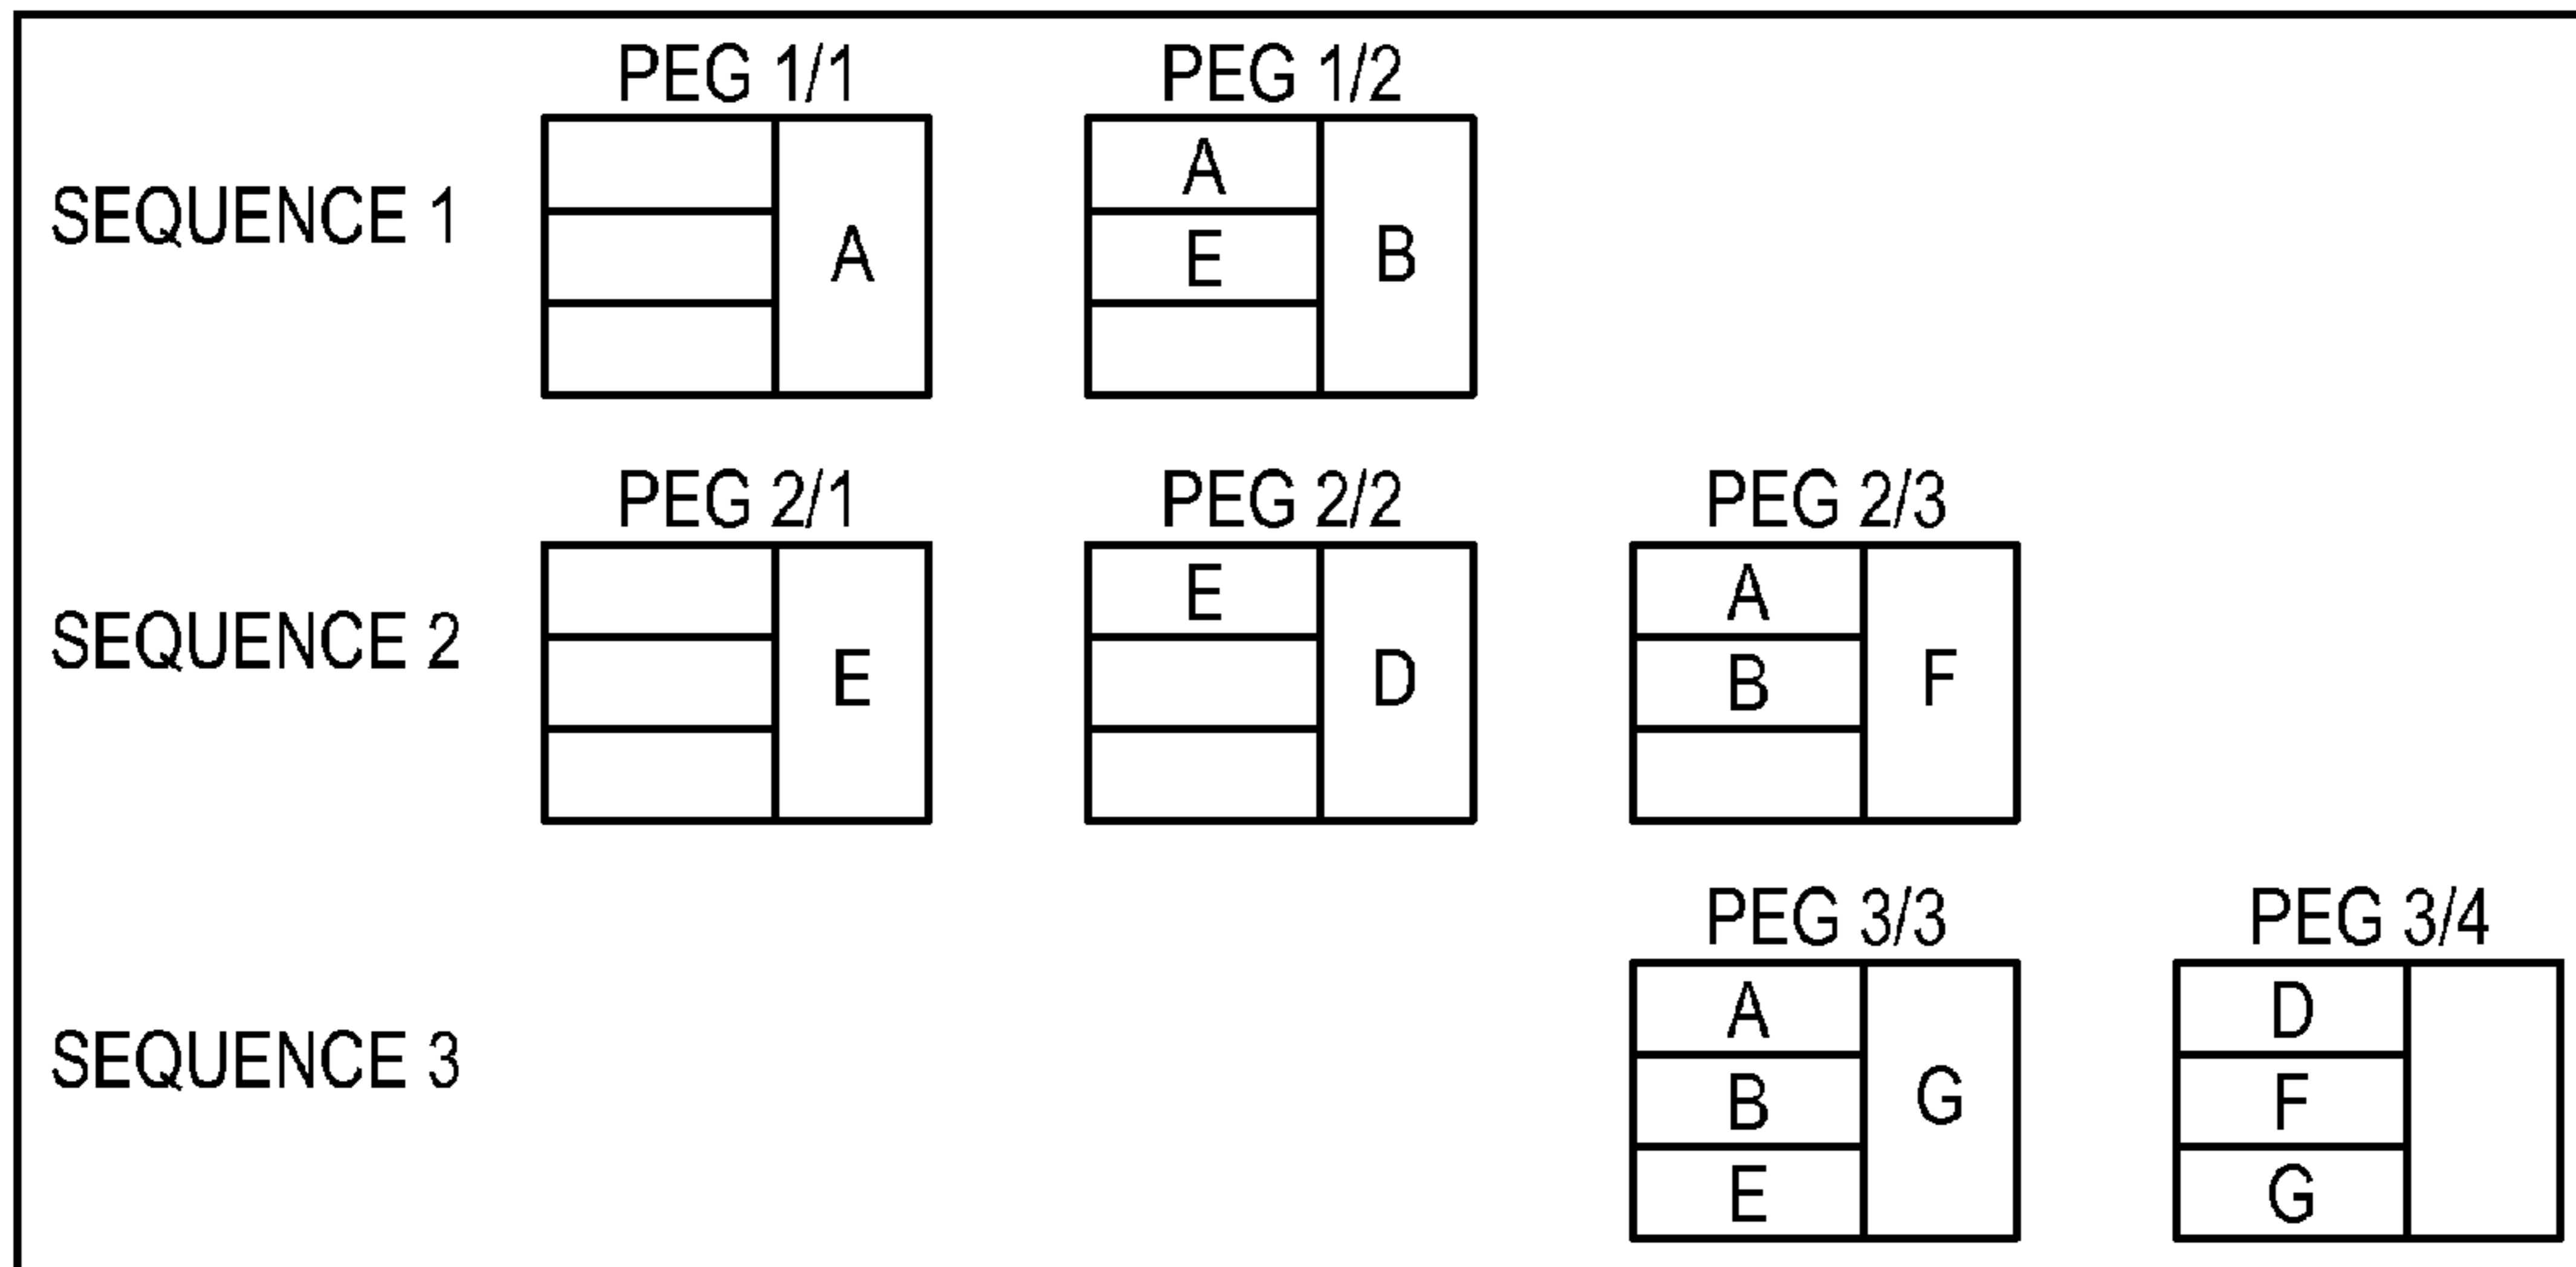 PEG 1/1 PEG 1/2
SEQUENCE 1
A
A
E
B
PEG 2/1 PEG 2/2 PEG 2/3
SEQUENCE 2
E
E
D
A
B
F
PEG 3/3 PEG 3/4
SEQUENCE 3
A
B
E
G
D
F
G